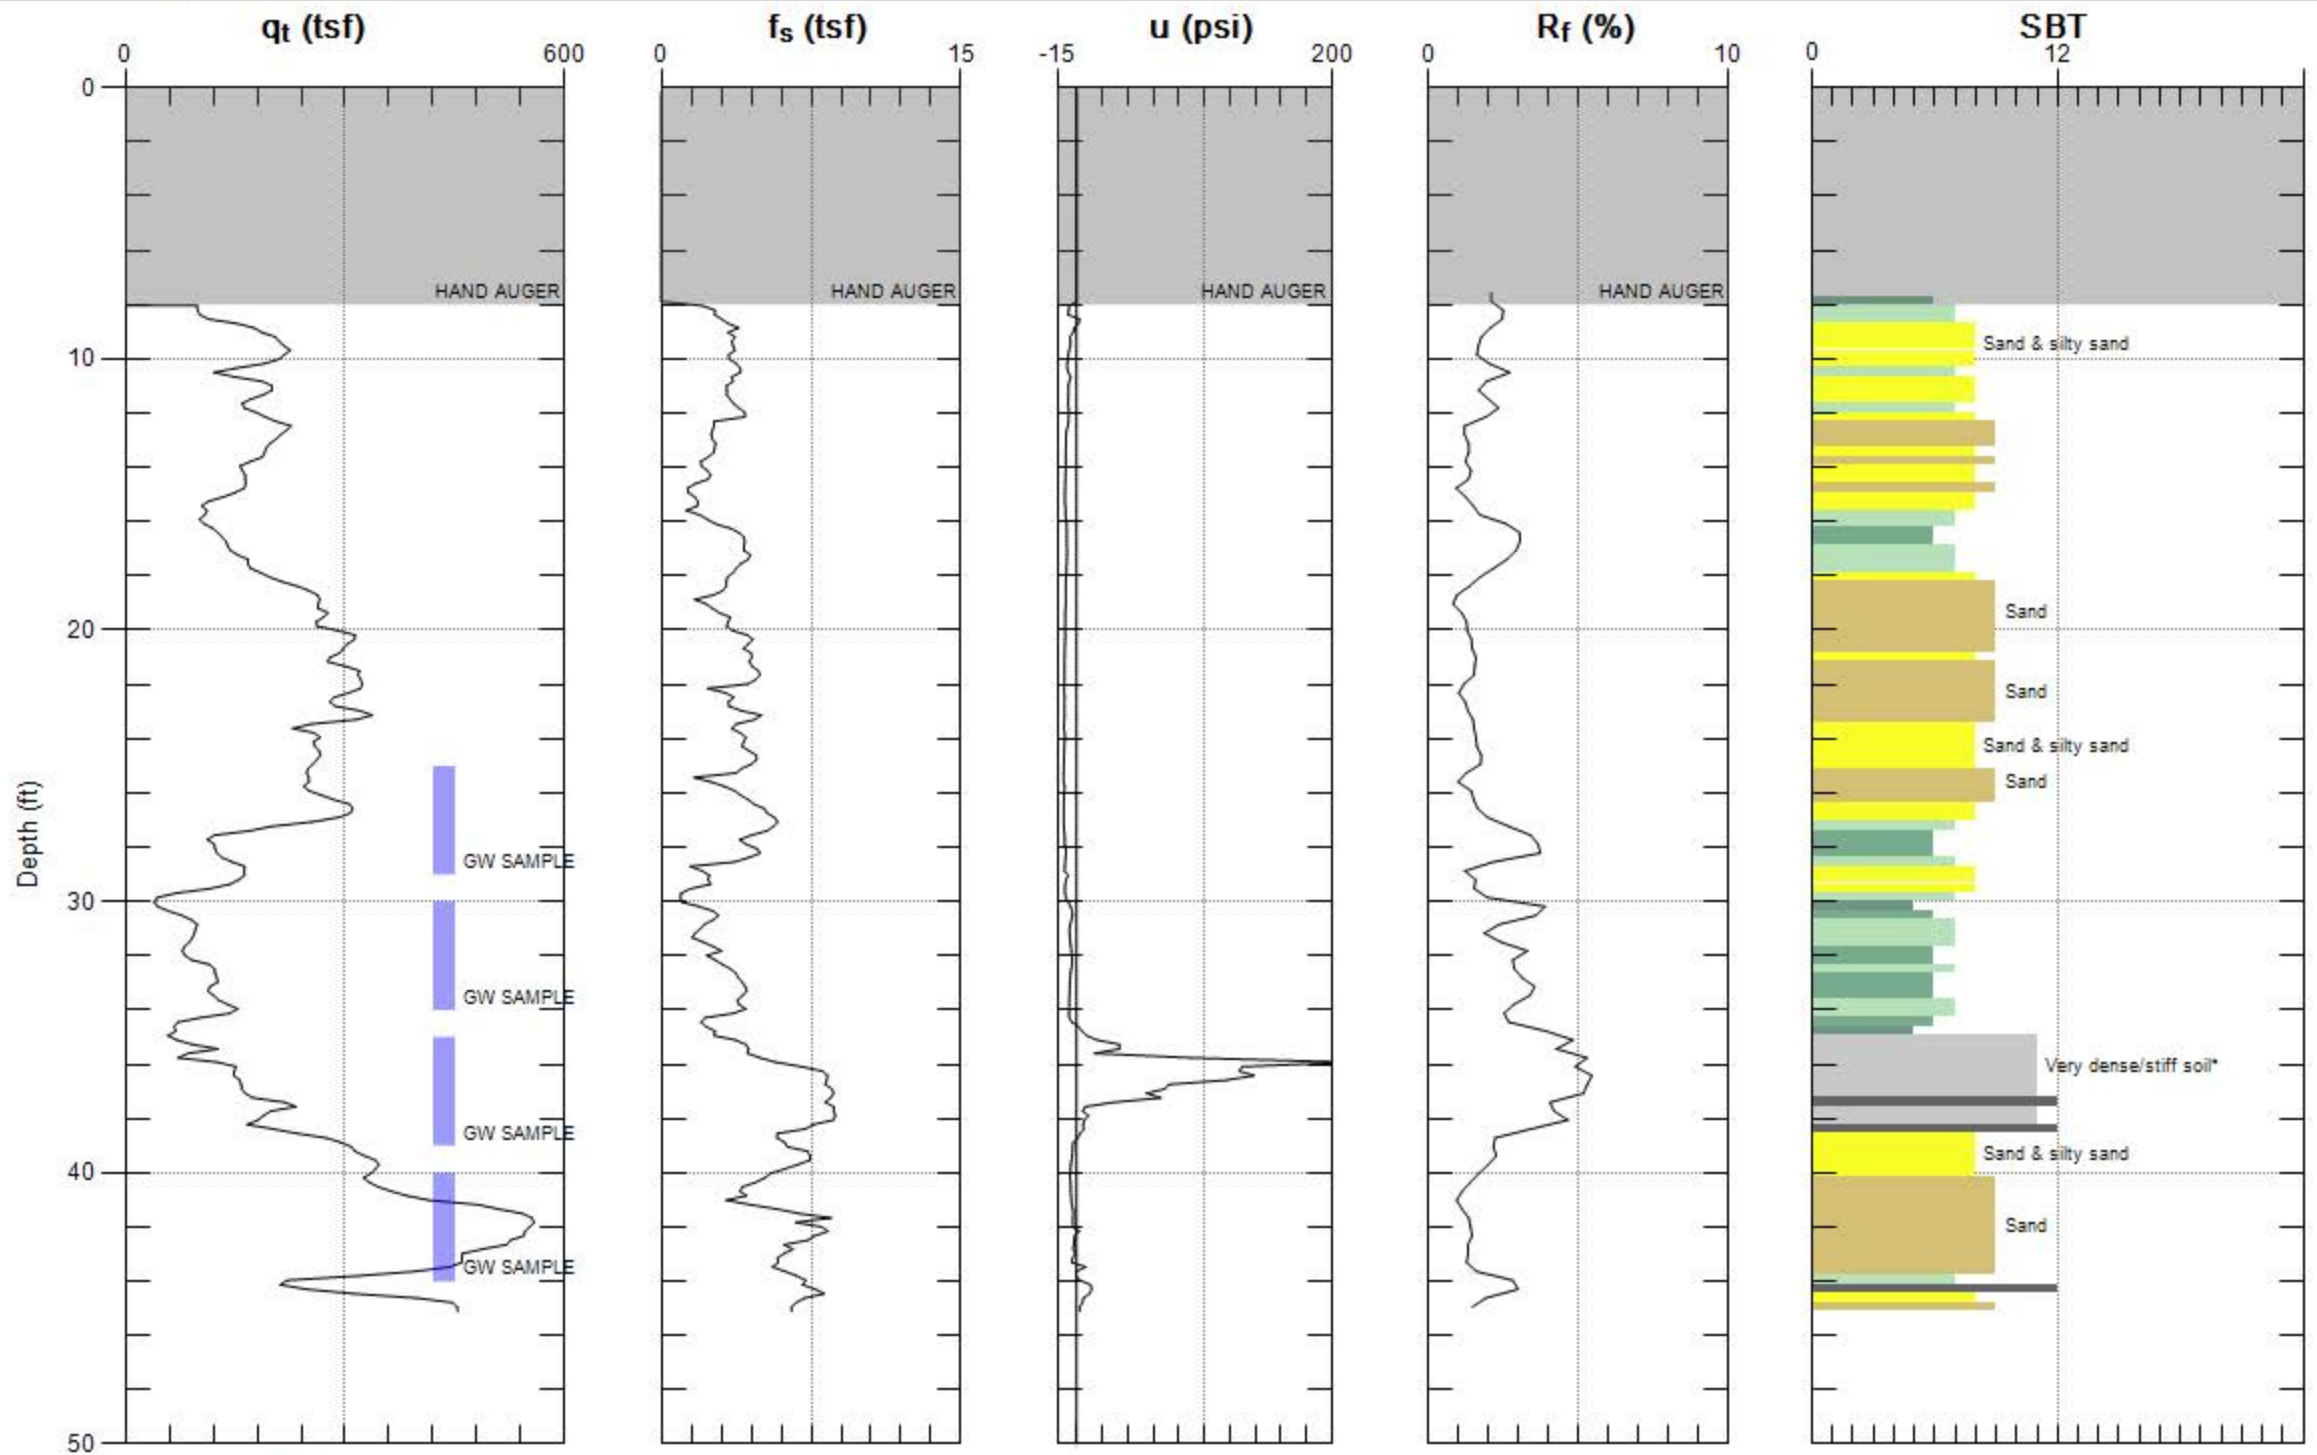 qt (tsf)
fs (tsf)
u (psi)
Rf (%)
SBT
0
600
0
15
-15
200
0
10
0
12
0
HAND AUGER
HAND AUGER
HAND AUGER
HAND AUGER
Sand & silty sand
10
Sand
20
Sand
Sand & silty sand
Sand
Depth (ft)
GW SAMPLE
30
GW SAMPLE
Very dense/stiff soil*
GW SAMPLE
Sand & silty sand
40
Sand
GW SAMPLE
50